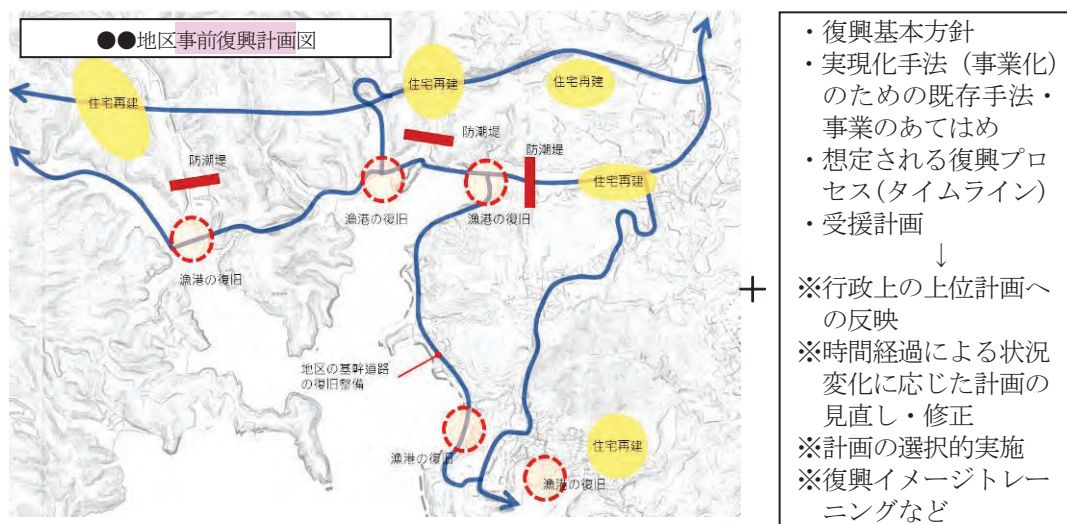 ●●地区事前復興計画図
住宅再建
住宅再建
住宅再建
防潮堤
防潮堤
防潮堤
住宅再建
漁港の復旧
漁港の復旧
漁港の復旧
地区の基幹道路
の復旧整備
漁港の復旧
住宅再建
漁港の復旧
+
・復興基本方針
・実現化手法（事業化）
のための既存手法・
事業のあてはめ
・想定される復興プロ
セス(タイムライン)
・受援計画
↓
※行政上の上位計画へ
の反映
※時間経過による状況
変化に応じた計画の
見直し・修正
※計画の選択的実施
※復興イメージトレー
ニングなど